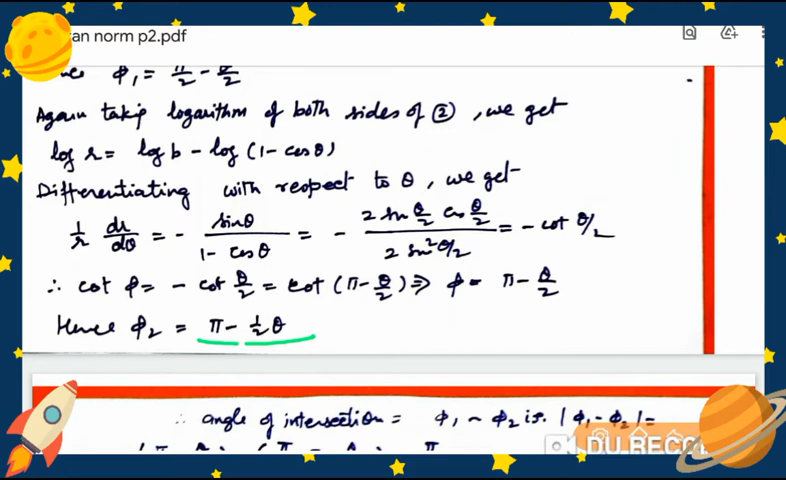 an norm p2.pdf
φ₁ = π/2 - θ/2
Again takip logarithm of both sides of ②, we get
log r = log b - log (1 - cosθ)
Differentiating with respect to θ, we get
1/r dr/dθ = - sinθ/(1 - cosθ) = - (2 sin θ/2 cos θ/2)/(2 sin² θ/2) = - cot θ/2
∴ cot φ = - cot θ/2 = cot (π - θ/2) ⇒ φ = π - θ/2
Hence φ₂ = π - ½θ
∴ angle of intersection = φ₁ ~ φ₂ is. |φ₁ - φ₂| =
DU RECO